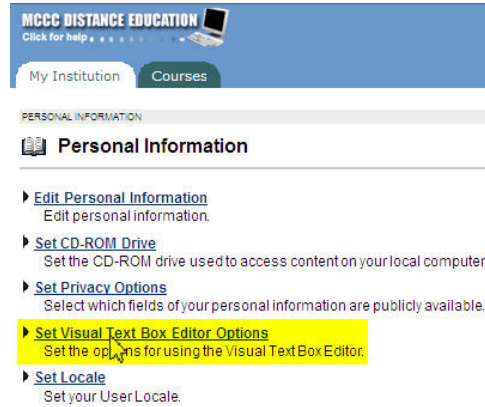 MCCC DISTANCE EDUCATION
Click for help
My Institution Courses
PERSONAL INFORMATION
Personal Information
Edit Personal Information
Edit personal information.
Set CD-ROM Drive
Set the CD-ROM drive used to access content on your local computer
Set Privacy Options
Select which fields of your personal information are publicly available.
Set Visual Text Box Editor Options
Set the options for using the Visual Text Box Editor.
Set Locale
Set your User Locale.